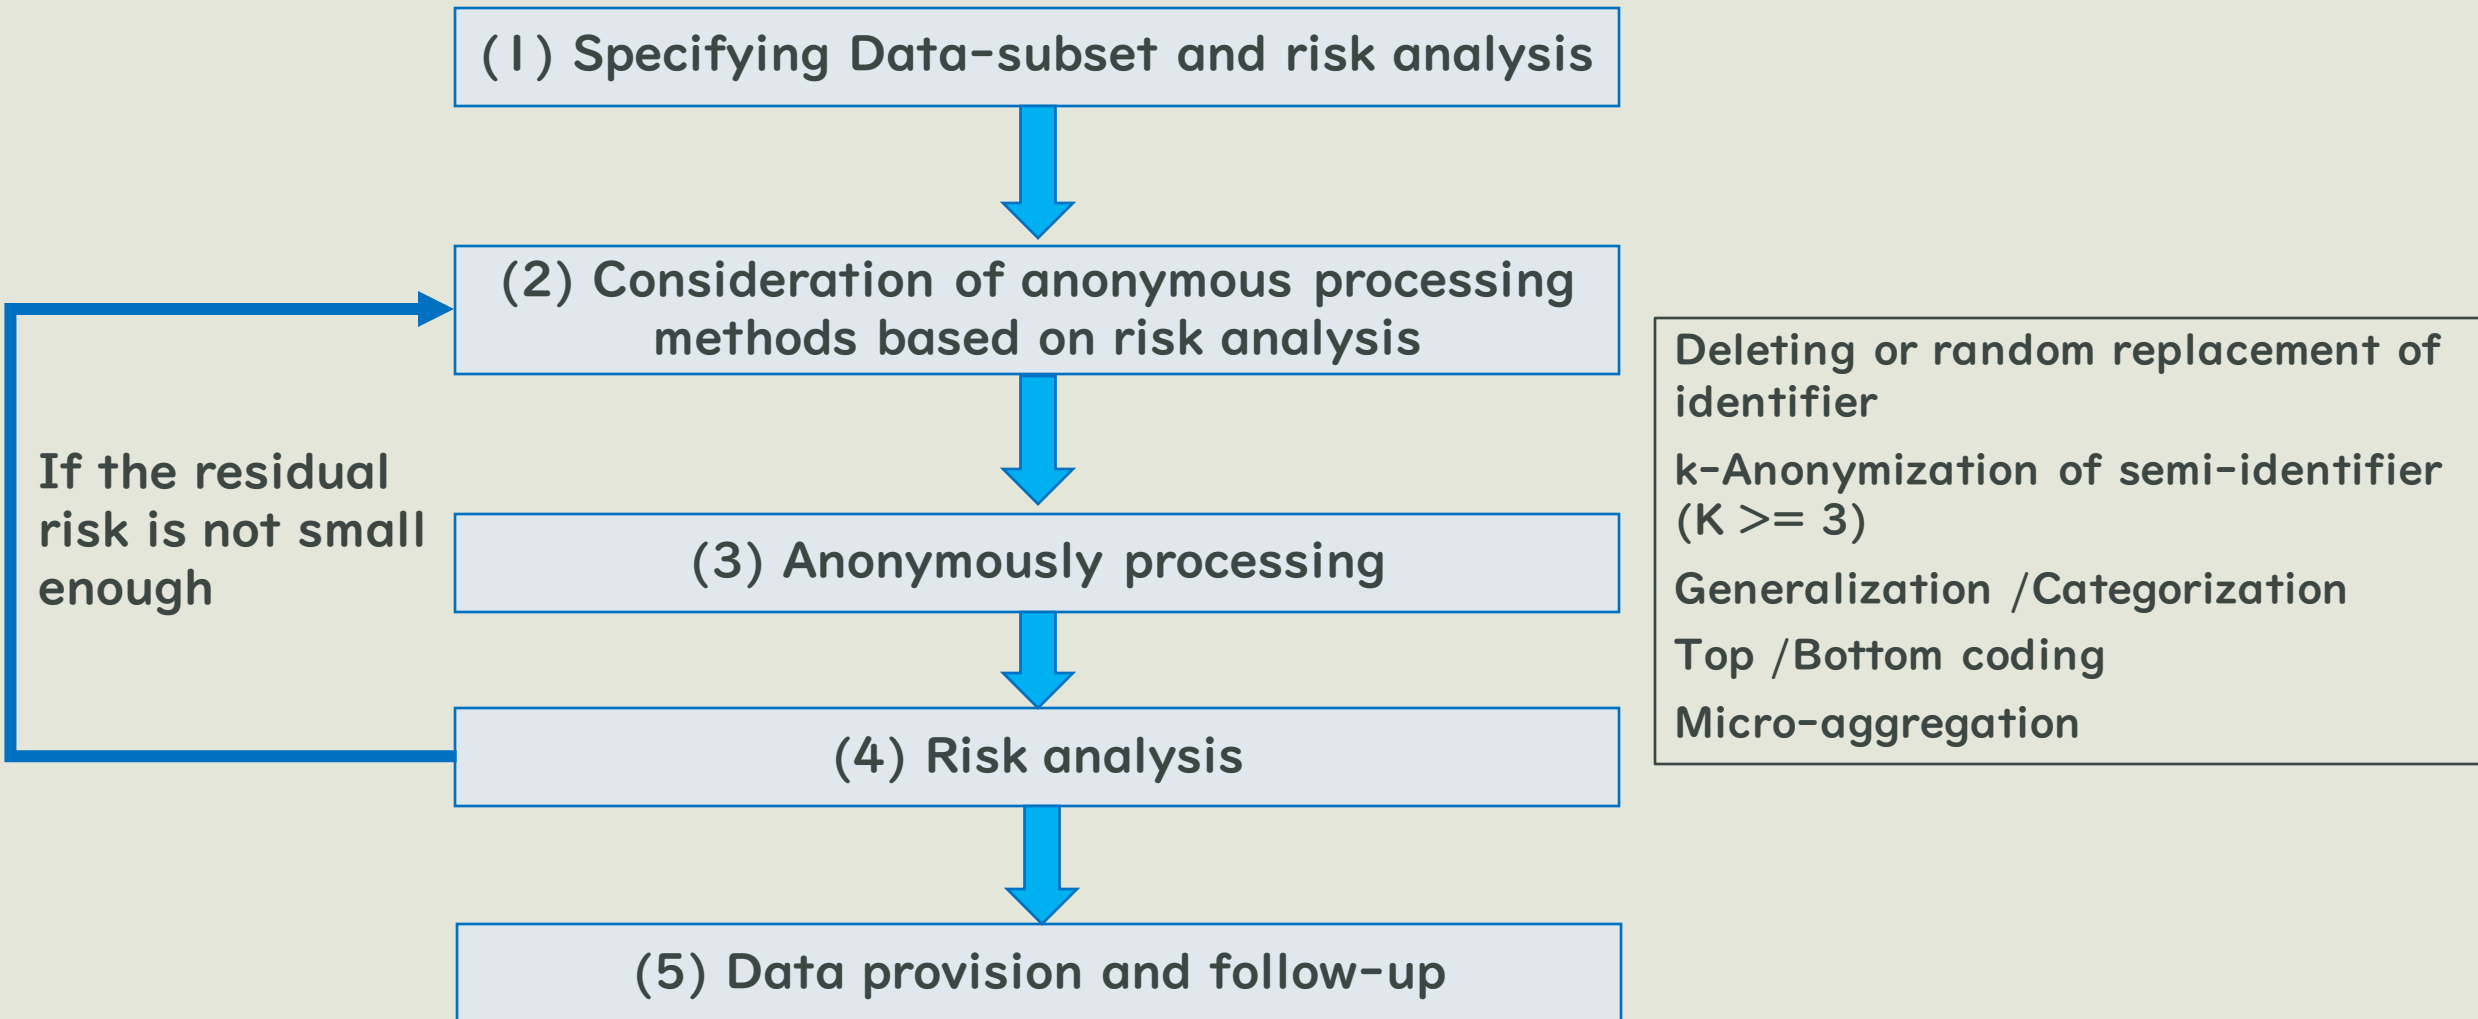 (1) Specifying Data-subset and risk analysis
(2) Consideration of anonymous processing
methods based on risk analysis
If the residual
risk is not small
enough
(3) Anonymously processing
(4) Risk analysis
(5) Data provision and follow-up
Deleting or random replacement of
identifier
k-Anonymization of semi-identifier
(K >= 3)
Generalization /Categorization
Top /Bottom coding
Micro-aggregation